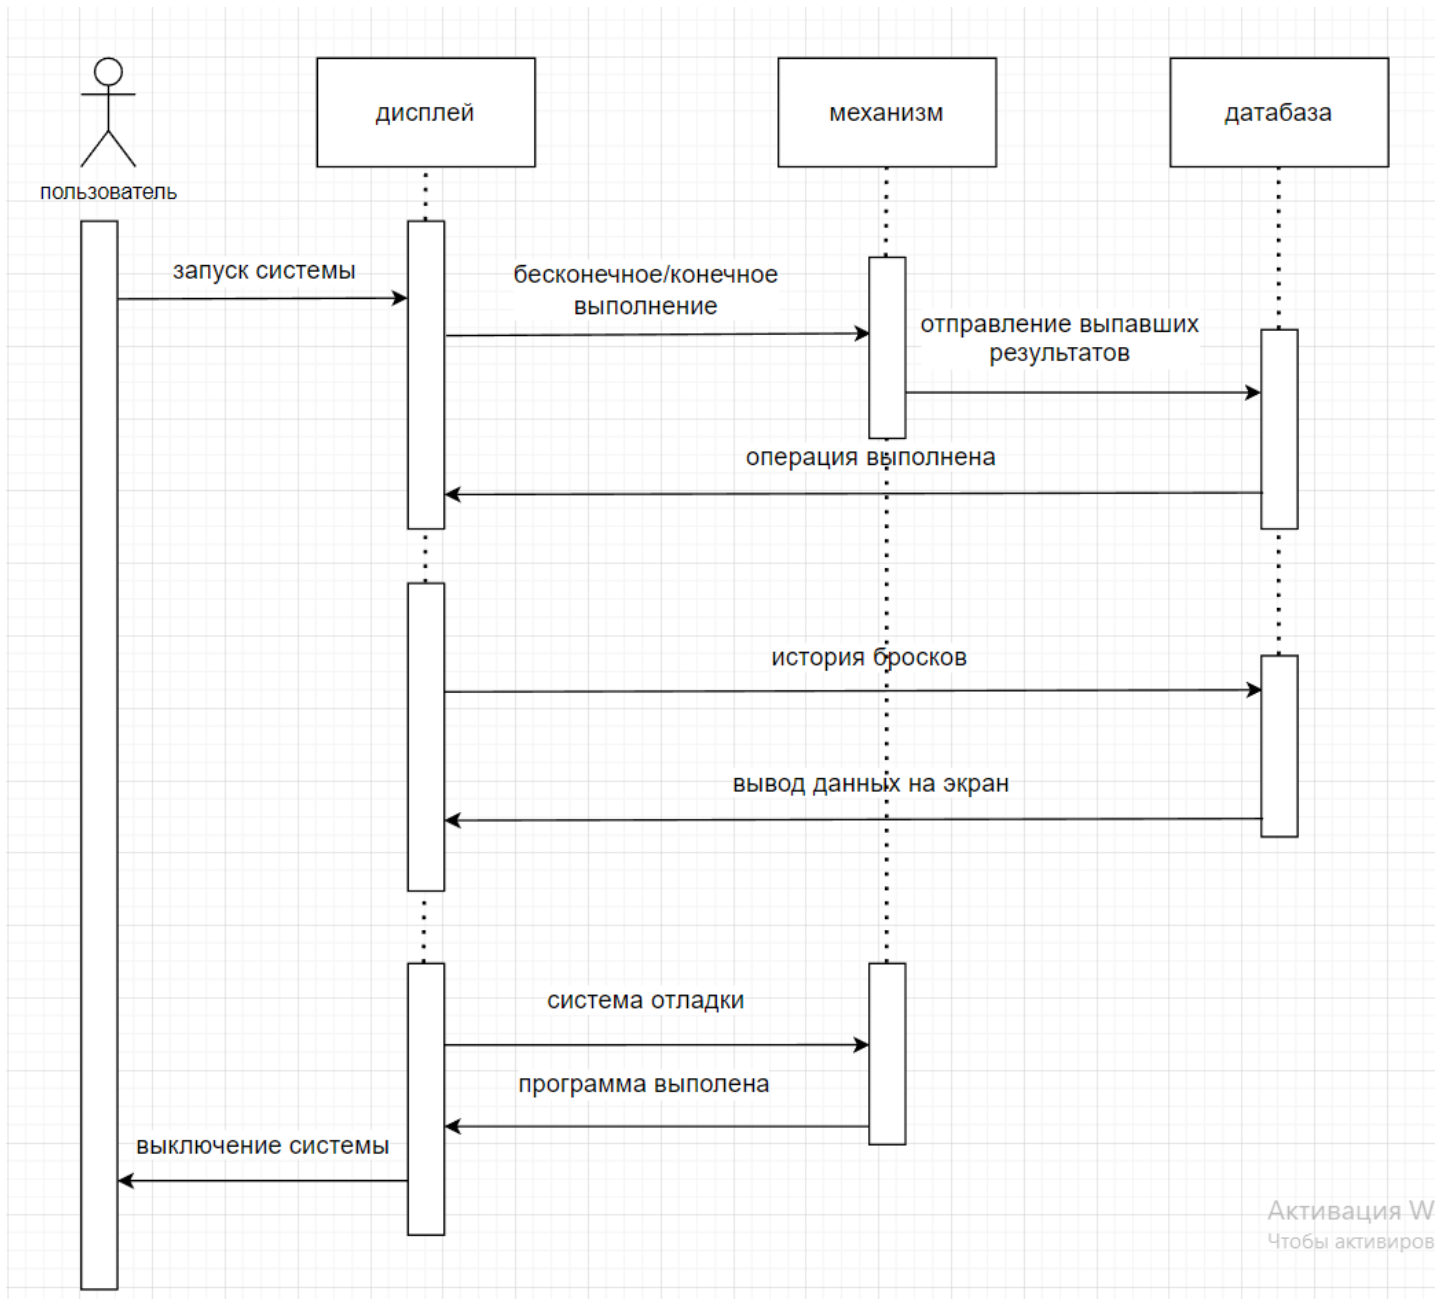 дисплей
механизм
датабаза
пользователь
запуск системы
бесконечное/конечное
выполнение
отправление выпавших
результатов
операция выполнена
история бросков
вывод данных на экран
система отладки
программа выполена
выключение системы
Активация W
Чтобы активиров